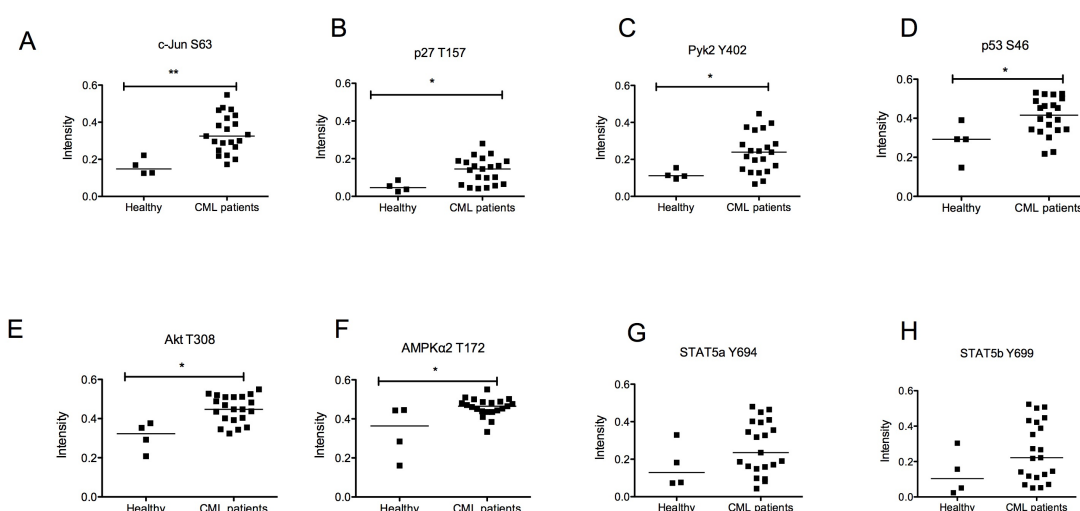 A
c-Jun S63
**
Intensity
0.6
0.4
0.2
0.0
Healthy CML patients
B
p27 T157
*
Intensity
0.6
0.4
0.2
0.0
Healthy CML patients
C
Pyk2 Y402
*
Intensity
0.6
0.4
0.2
0.0
Healthy CML patients
D
p53 S46
*
Intensity
0.6
0.4
0.2
0.0
Healthy CML patients
E
Akt T308
*
Intensity
0.6
0.4
0.2
0.0
Healthy CML patients
F
AMPKα2 T172
*
Intensity
0.6
0.4
0.2
0.0
Healthy CML patients
G
STAT5a Y694
Intensity
0.6
0.4
0.2
0.0
Healthy CML patients
H
STAT5b Y699
Intensity
0.6
0.4
0.2
0.0
Healthy CML patients